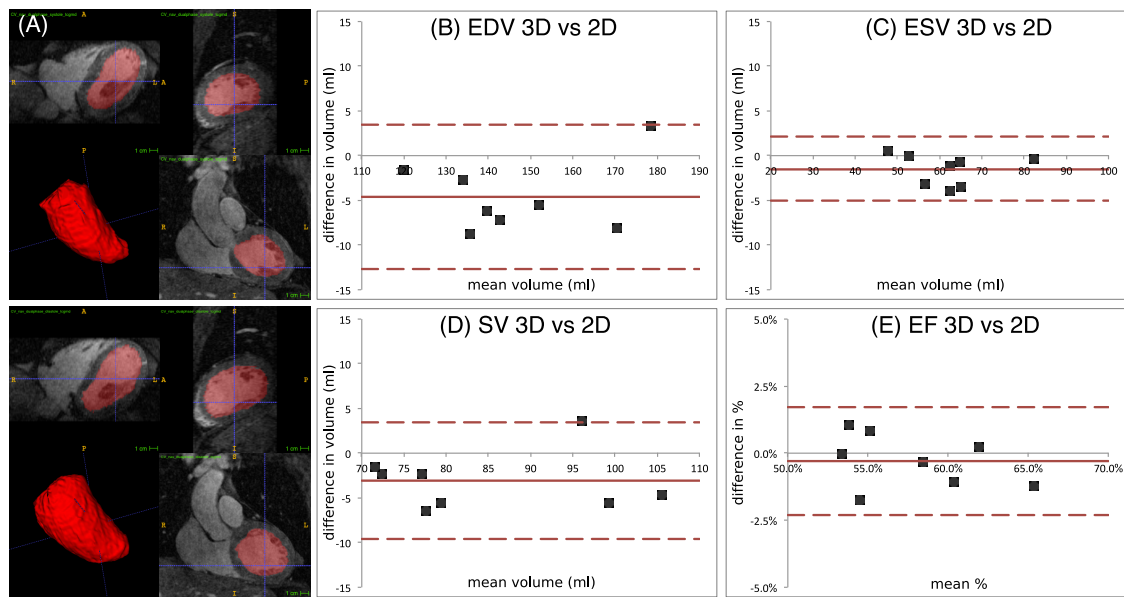 (A)
CV_nav_dualphase_systole_bugmid
A
S
R
L
A
P
P
1 cm
1 cm
S
R
L
I
1 cm
CV_nav_dualphase_diastole_bugmid
A
S
R
L
A
P
P
1 cm
1 cm
S
R
L
I
1 cm
(B) EDV 3D vs 2D
difference in volume (ml)
15
10
5
0
-5
-10
-15
110 120 130 140 150 160 170 180 190
mean volume (ml)
(C) ESV 3D vs 2D
difference in volume (ml)
15
10
5
0
-5
-10
-15
20 30 40 50 60 70 80 90 100
mean volume (ml)
(D) SV 3D vs 2D
difference in volume (ml)
15
10
5
0
-5
-10
-15
70 75 80 85 90 95 100 105 110
mean volume (ml)
(E) EF 3D vs 2D
difference in %
5.0%
2.5%
0.0%
-2.5%
-5.0%
50.0% 55.0% 60.0% 65.0% 70.0%
mean %